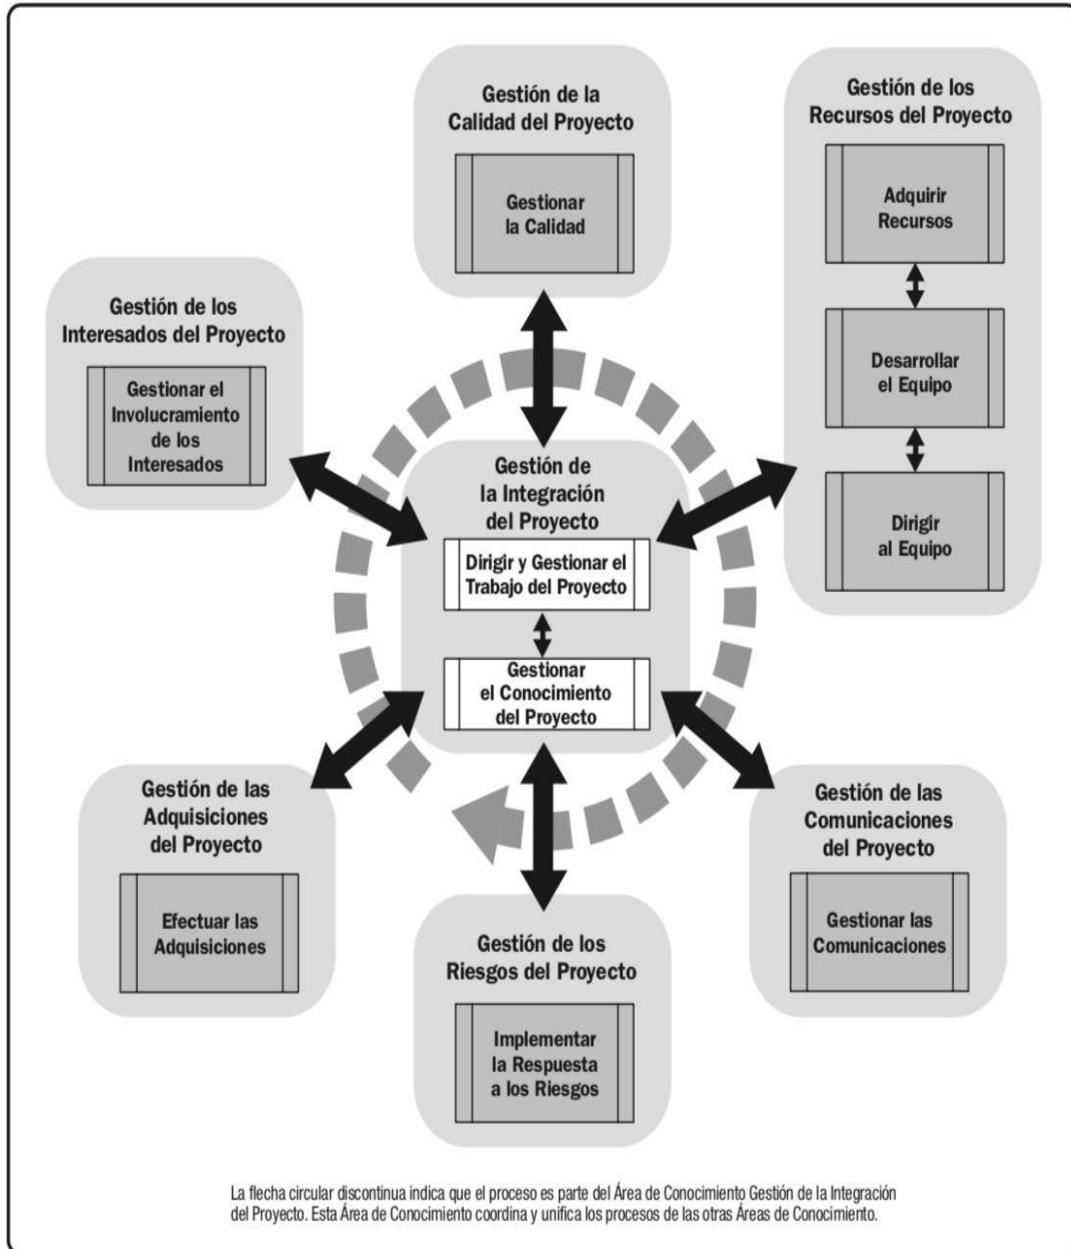 Gestión de la
Calidad del Proyecto
Gestionar
la Calidad
Gestión de los
Recursos del Proyecto
Adquirir
Recursos
Desarrollar
el Equipo
Dirigir
al Equipo
Gestión de los
Interesados del Proyecto
Gestionar el
Involucramiento
de los
Interesados
Gestión de
la Integración
del Proyecto
Dirigir y Gestionar el
Trabajo del Proyecto
Gestionar
el Conocimiento
del Proyecto
Gestión de las
Adquisiciones
del Proyecto
Efectuar las
Adquisiciones
Gestión de los
Riesgos del Proyecto
Implementar
la Respuesta
a los Riesgos
Gestión de las
Comunicaciones
del Proyecto
Gestionar las
Comunicaciones
La flecha circular discontinua indica que el proceso es parte del Área de Conocimiento Gestión de la Integración
del Proyecto. Esta Área de Conocimiento coordina y unifica los procesos de las otras Áreas de Conocimiento.